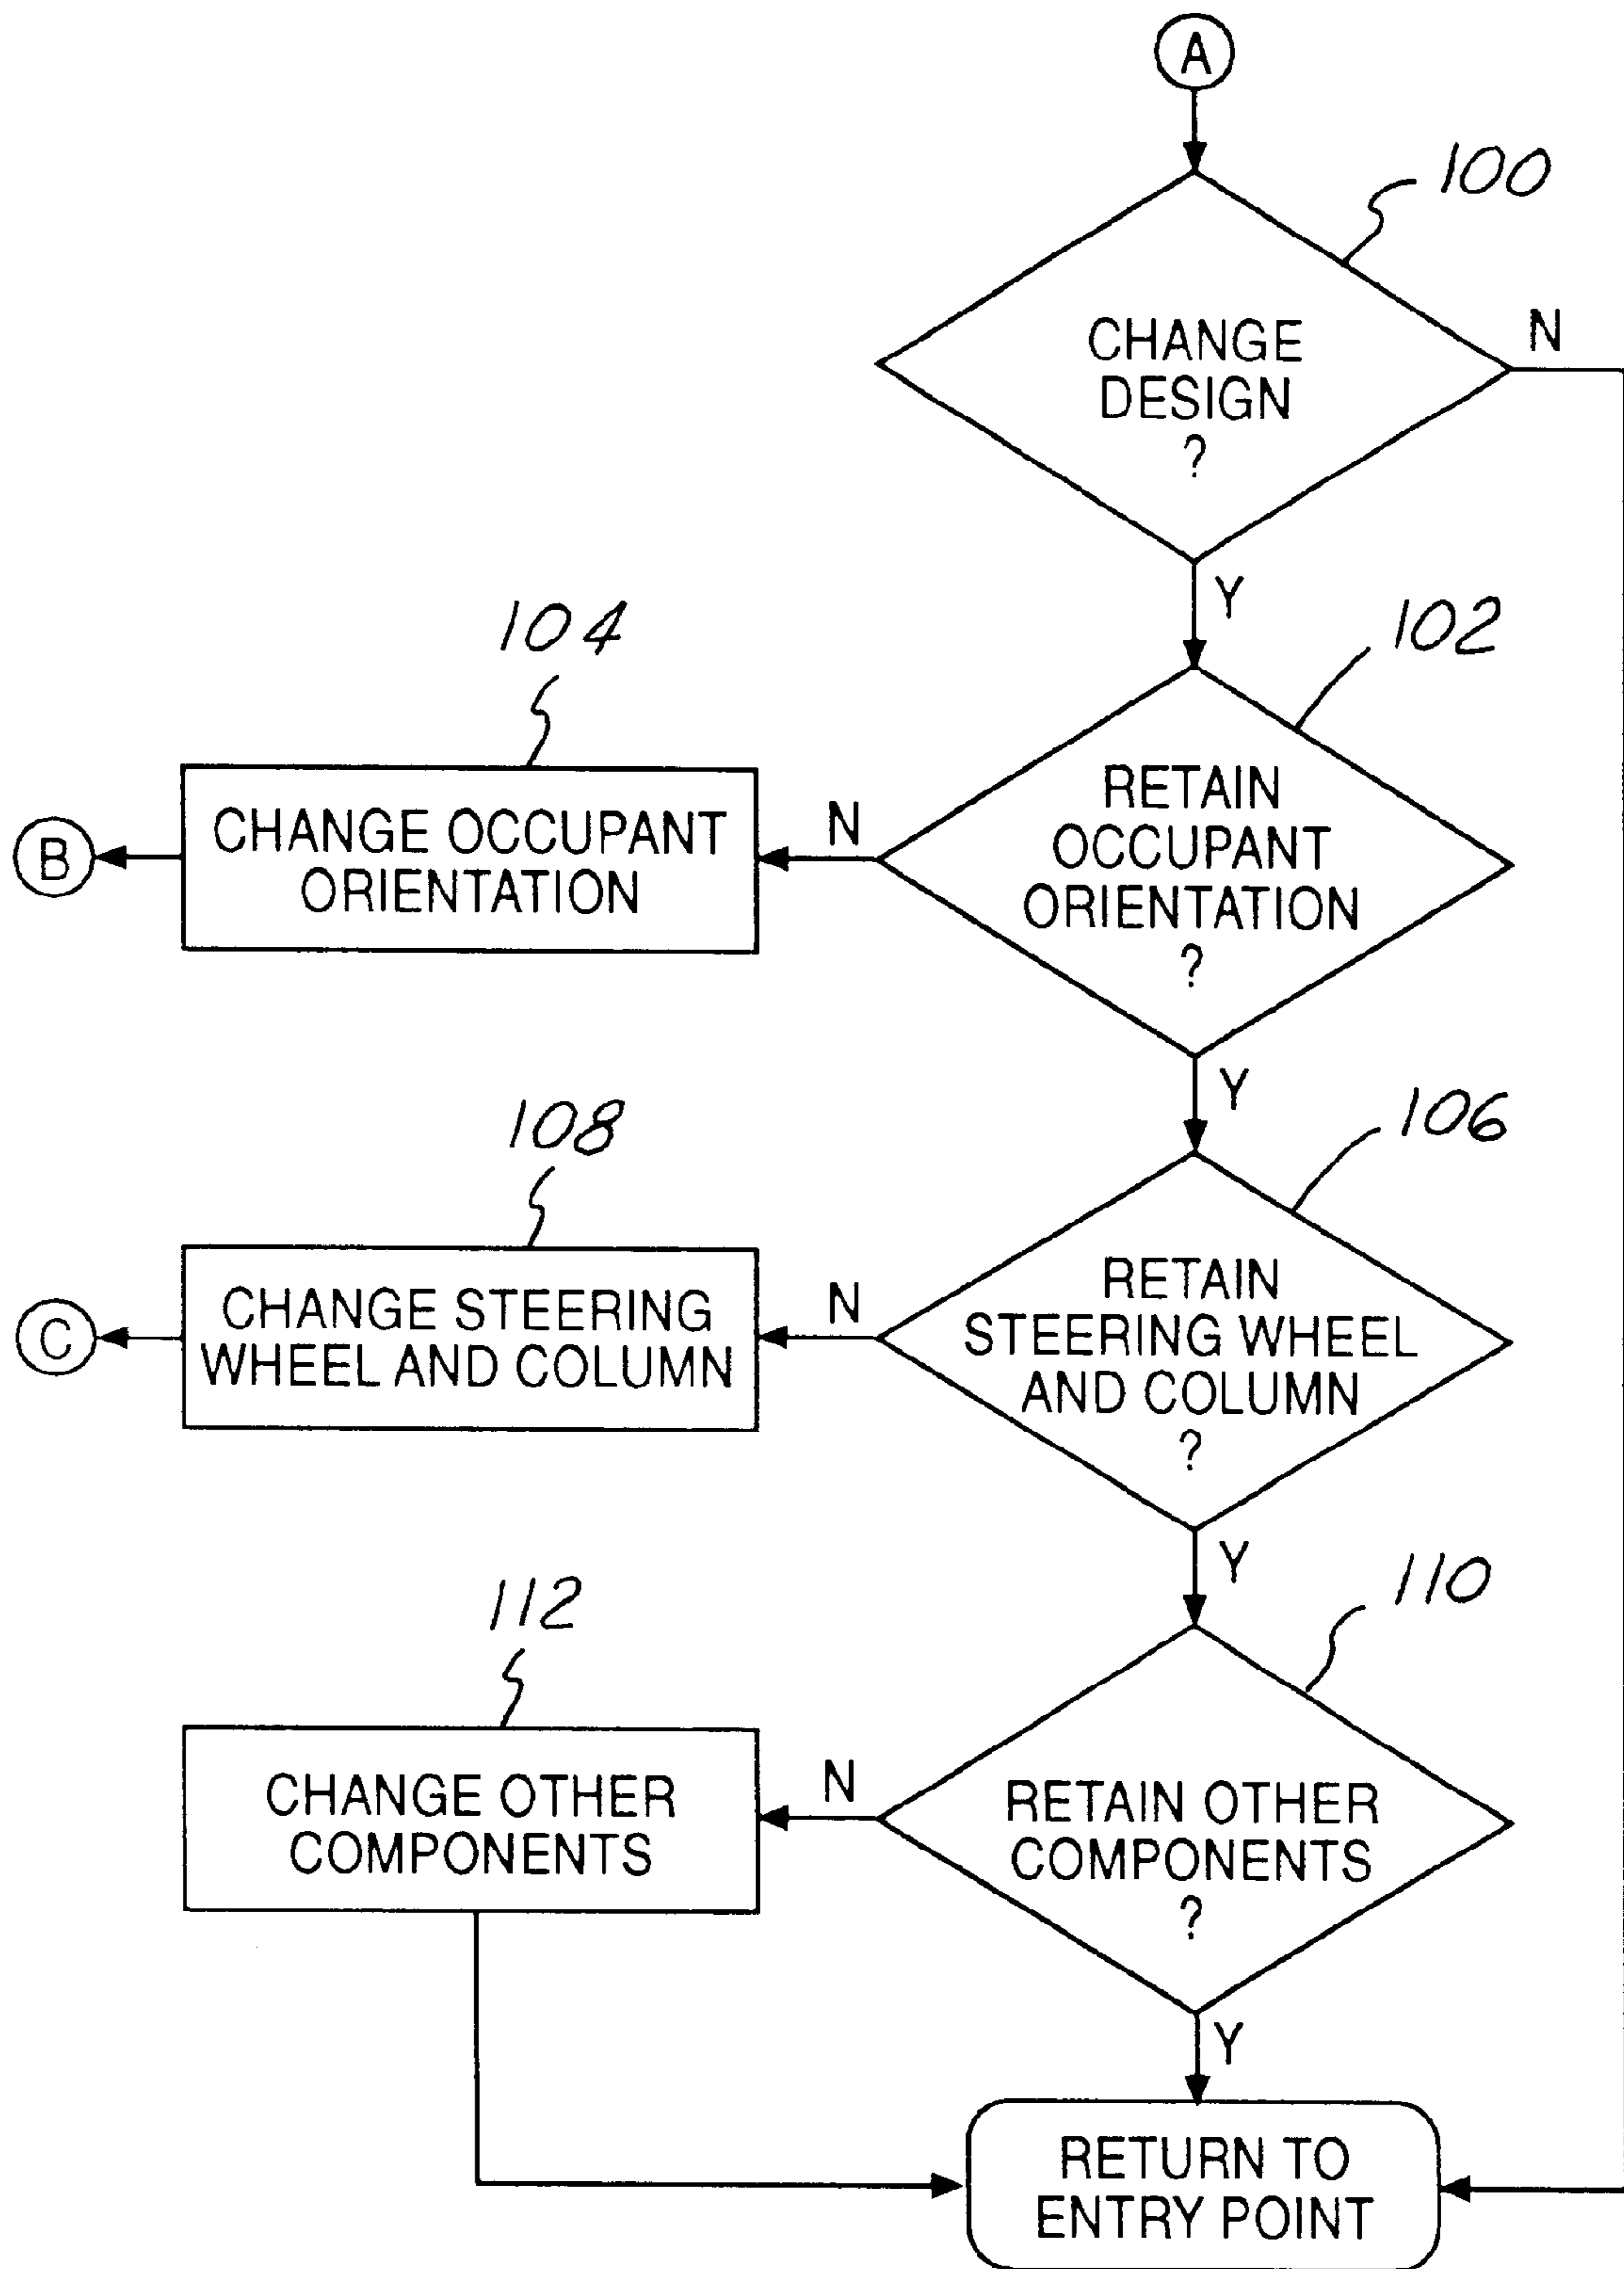 A
100
CHANGE
DESIGN
?
N
Y
102
RETAIN
OCCUPANT
ORIENTATION
?
N
104
CHANGE OCCUPANT
ORIENTATION
B
Y
106
RETAIN
STEERING WHEEL
AND COLUMN
?
N
108
CHANGE STEERING
WHEEL AND COLUMN
C
Y
110
RETAIN OTHER
COMPONENTS
?
N
112
CHANGE OTHER
COMPONENTS
Y
RETURN TO
ENTRY POINT